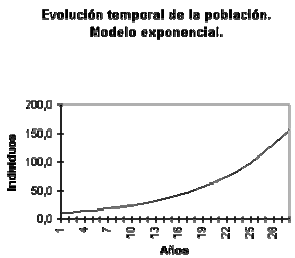 Evolución temporal de la población.
Modelo exponencial.
200,0
150,0
100,0
50,0
0,0
Individuos
1 4 7 10 13 16 19 22 25 28
Años